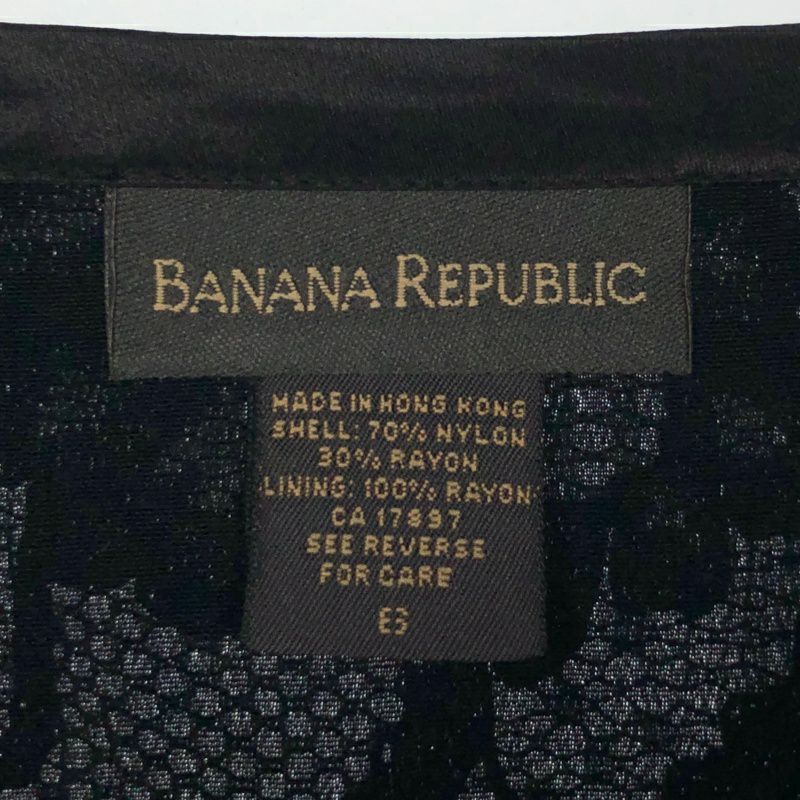 BANANA REPUBLIC
MADE IN HONG KONG
SHELL: 70% NYLON
30% RAYON
LINING: 100% RAYON
CA 17897
SEE REVERSE
FOR CARE